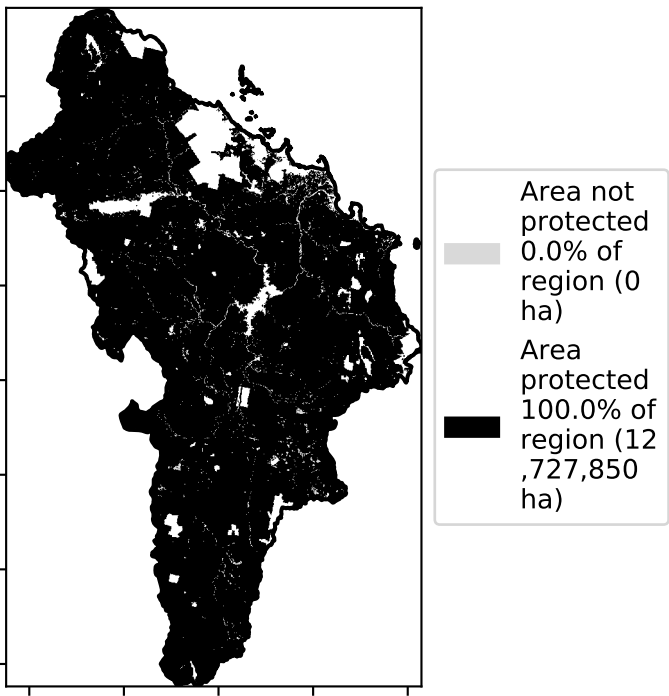 Area not
protected
0.0% of
region (0
ha)
Area
protected
100.0% of
region (12
,727,850
ha)